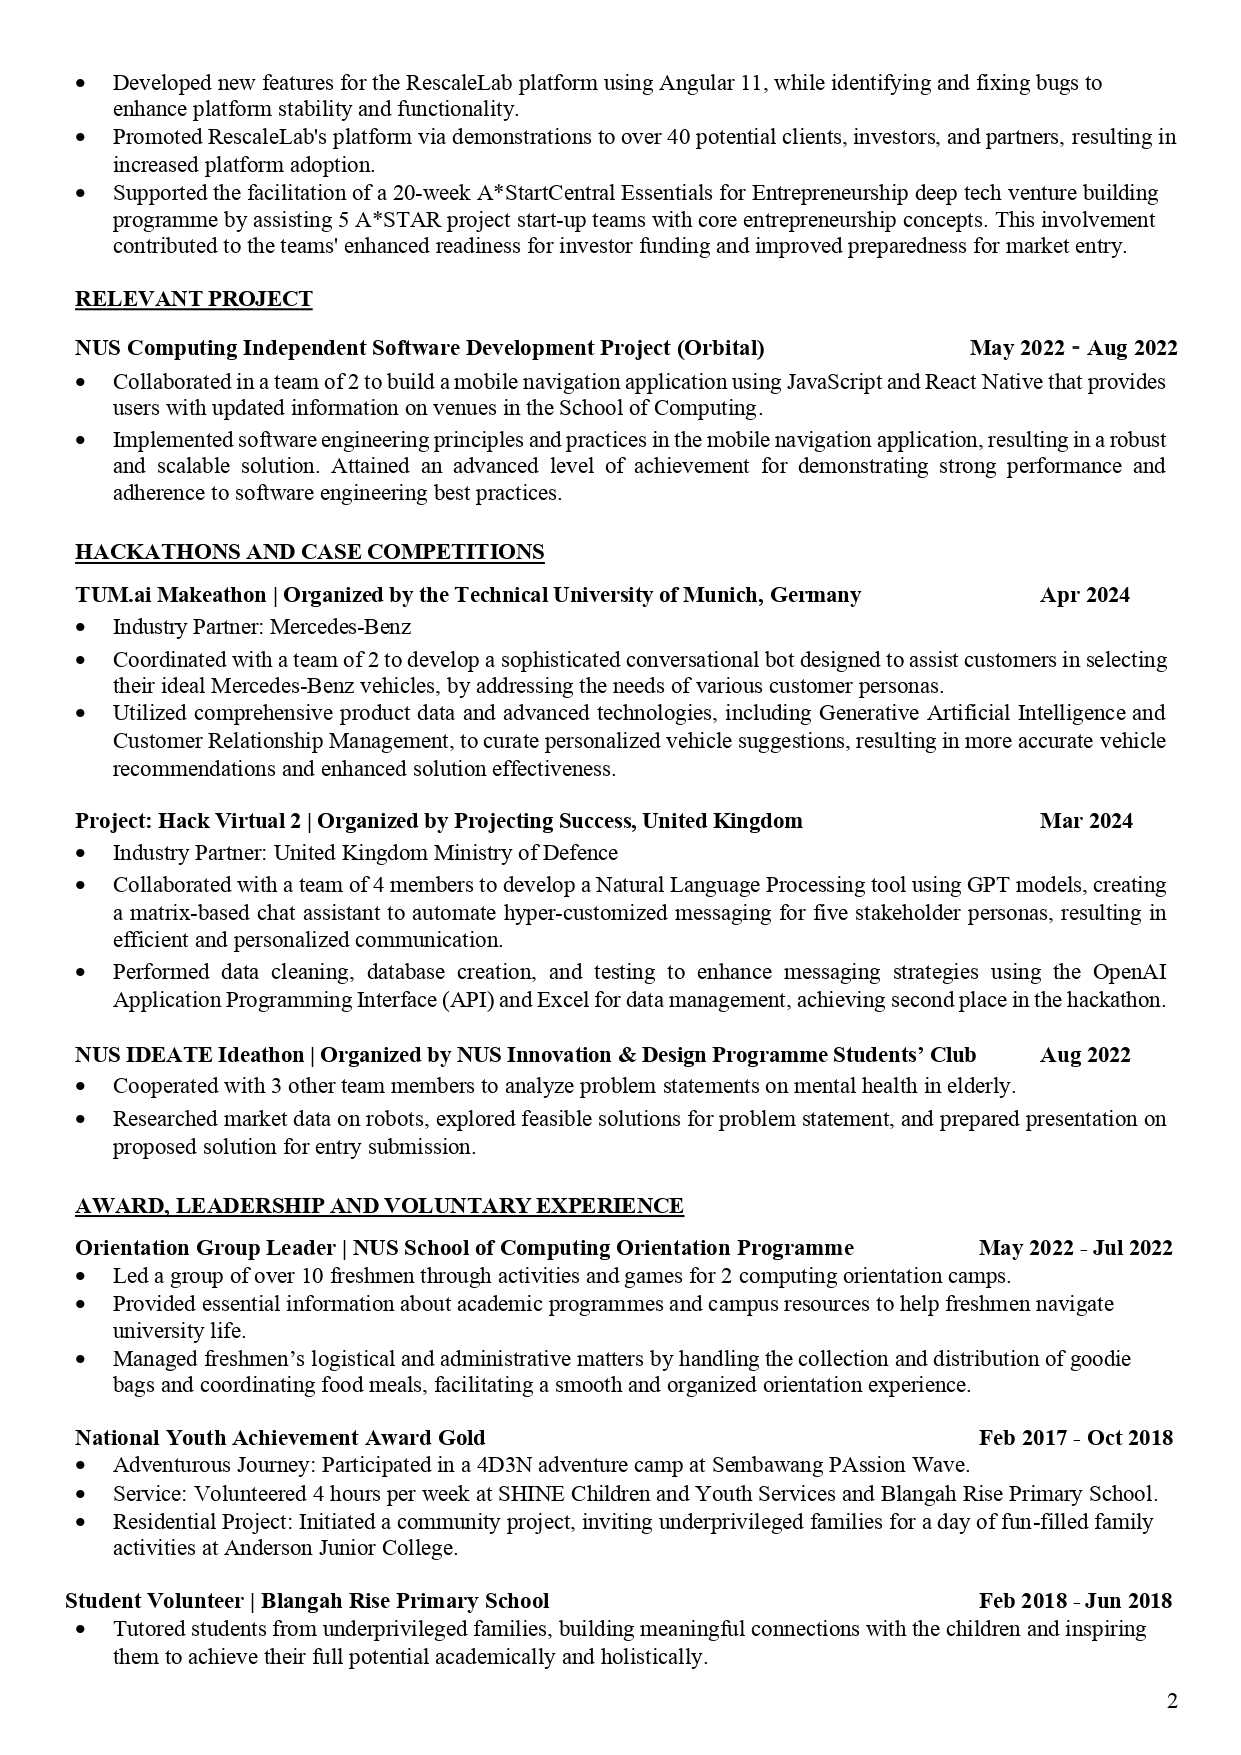 • Developed new features for the RescaleLab platform using Angular 11, while identifying and fixing bugs to
enhance platform stability and functionality.
• Promoted RescaleLab's platform via demonstrations to over 40 potential clients, investors, and partners, resulting in
increased platform adoption.
• Supported the facilitation of a 20-week A*StartCentral Essentials for Entrepreneurship deep tech venture building
programme by assisting 5 A*STAR project start-up teams with core entrepreneurship concepts. This involvement
contributed to the teams' enhanced readiness for investor funding and improved preparedness for market entry.
RELEVANT PROJECT
NUS Computing Independent Software Development Project (Orbital) May 2022 - Aug 2022
• Collaborated in a team of 2 to build a mobile navigation application using JavaScript and React Native that provides
users with updated information on venues in the School of Computing.
• Implemented software engineering principles and practices in the mobile navigation application, resulting in a robust
and scalable solution. Attained an advanced level of achievement for demonstrating strong performance and
adherence to software engineering best practices.
HACKATHONS AND CASE COMPETITIONS
TUM.ai Makeathon | Organized by the Technical University of Munich, Germany Apr 2024
• Industry Partner: Mercedes-Benz
• Coordinated with a team of 2 to develop a sophisticated conversational bot designed to assist customers in selecting
their ideal Mercedes-Benz vehicles, by addressing the needs of various customer personas.
• Utilized comprehensive product data and advanced technologies, including Generative Artificial Intelligence and
Customer Relationship Management, to curate personalized vehicle suggestions, resulting in more accurate vehicle
recommendations and enhanced solution effectiveness.
Project: Hack Virtual 2 | Organized by Projecting Success, United Kingdom Mar 2024
• Industry Partner: United Kingdom Ministry of Defence
• Collaborated with a team of 4 members to develop a Natural Language Processing tool using GPT models, creating
a matrix-based chat assistant to automate hyper-customized messaging for five stakeholder personas, resulting in
efficient and personalized communication.
• Performed data cleaning, database creation, and testing to enhance messaging strategies using the OpenAI
Application Programming Interface (API) and Excel for data management, achieving second place in the hackathon.
NUS IDEATE Ideathon | Organized by NUS Innovation & Design Programme Students’ Club Aug 2022
• Cooperated with 3 other team members to analyze problem statements on mental health in elderly.
• Researched market data on robots, explored feasible solutions for problem statement, and prepared presentation on
proposed solution for entry submission.
AWARD, LEADERSHIP AND VOLUNTARY EXPERIENCE
Orientation Group Leader | NUS School of Computing Orientation Programme May 2022 - Jul 2022
• Led a group of over 10 freshmen through activities and games for 2 computing orientation camps.
• Provided essential information about academic programmes and campus resources to help freshmen navigate
university life.
• Managed freshmen’s logistical and administrative matters by handling the collection and distribution of goodie
bags and coordinating food meals, facilitating a smooth and organized orientation experience.
National Youth Achievement Award Gold Feb 2017 - Oct 2018
• Adventurous Journey: Participated in a 4D3N adventure camp at Sembawang PAssion Wave.
• Service: Volunteered 4 hours per week at SHINE Children and Youth Services and Blangah Rise Primary School.
• Residential Project: Initiated a community project, inviting underprivileged families for a day of fun-filled family
activities at Anderson Junior College.
Student Volunteer | Blangah Rise Primary School Feb 2018 - Jun 2018
• Tutored students from underprivileged families, building meaningful connections with the children and inspiring
them to achieve their full potential academically and holistically.
2